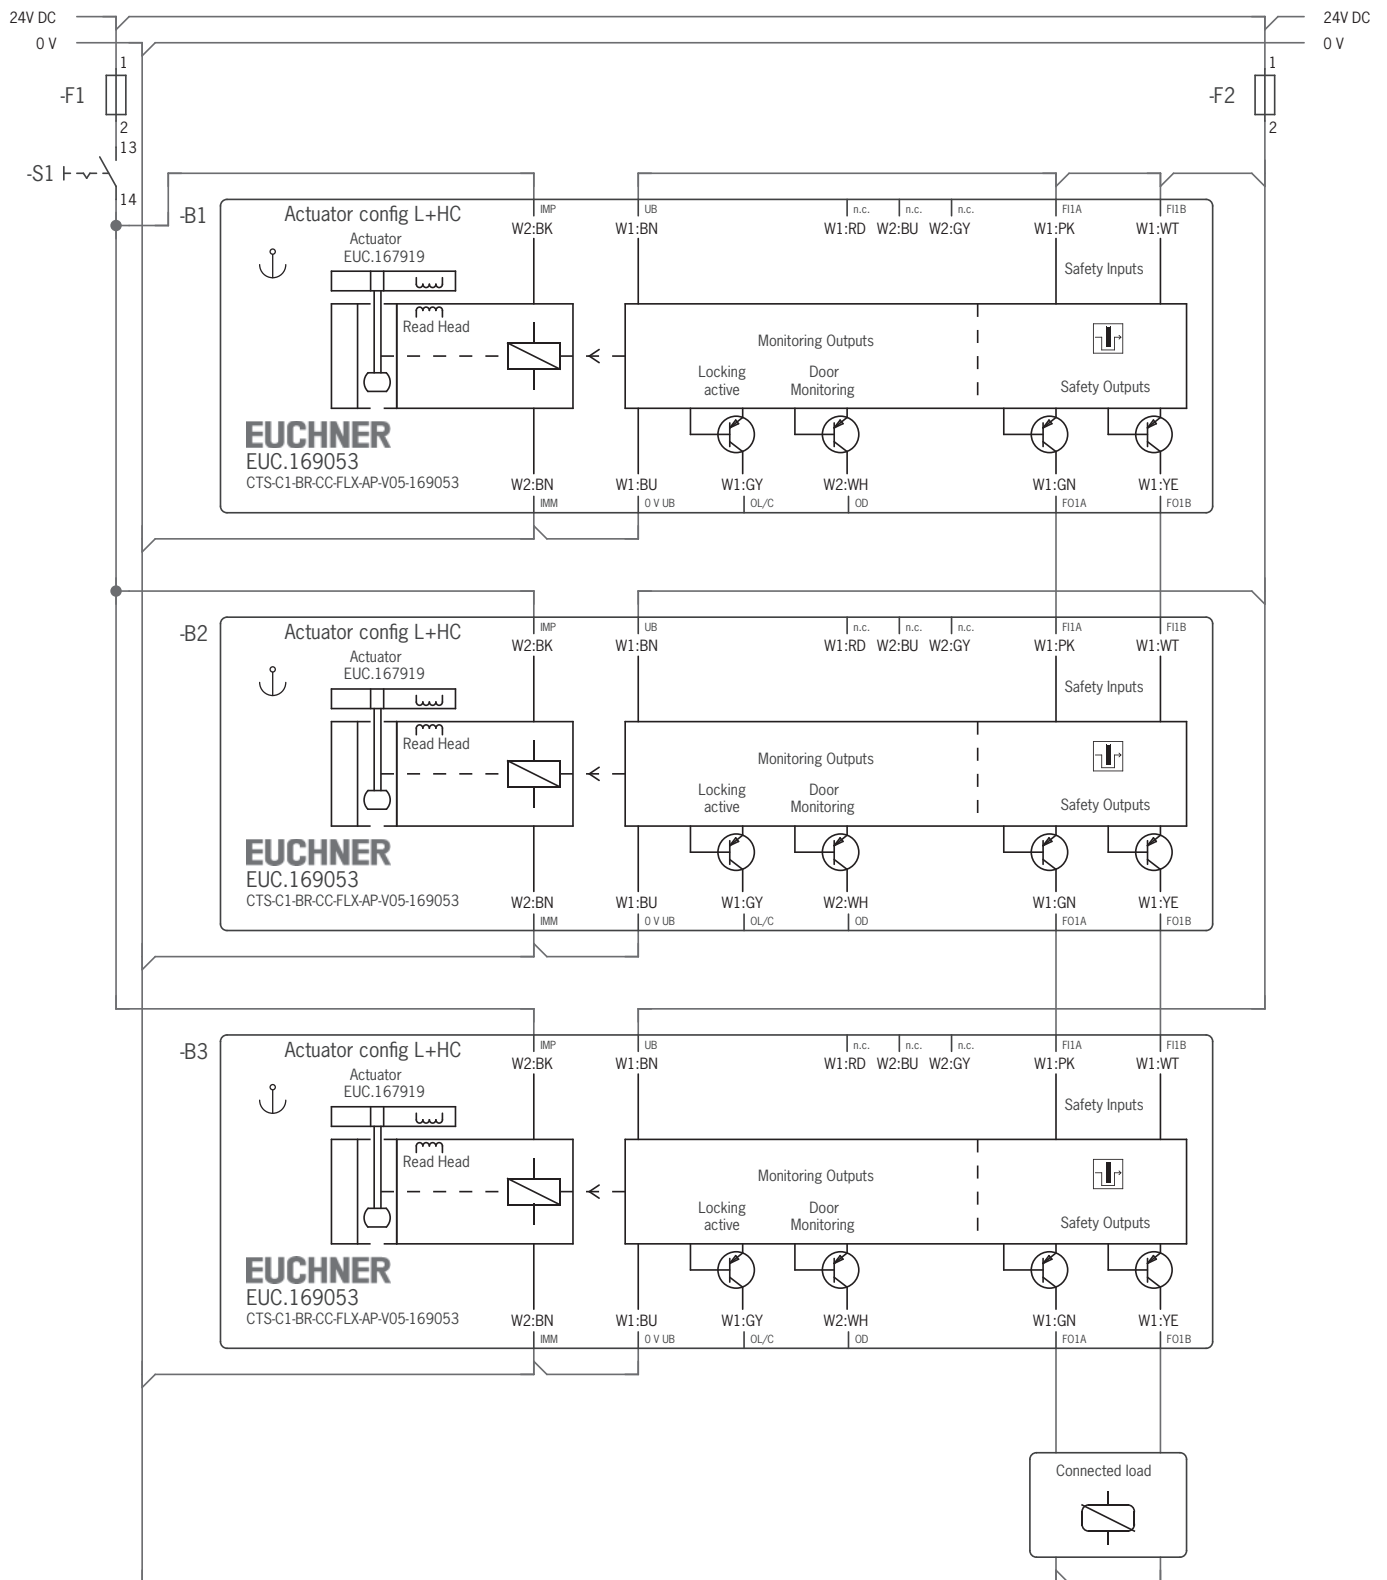 24V DC 24V DC
0 V 0 V
1 1
-F1 -F2
2 2
13
-S1
14
-B1 Actuator config L+HC IMP UB n.c. n.c. n.c. FI1A FI1B
W2:BK W1:BN W1:RD W2:BU W2:GY W1:PK W1:WT
Actuator
EUC.167919
Safety Inputs
Read Head
Monitoring Outputs
Locking active
Door Monitoring
Safety Outputs
EUCHNER
EUC.169053
CTS-C1-BR-CC-FLX-AP-V05-169053
W2:BN W1:BU W1:GY W2:WH W1:GN W1:YE
IMM 0 V UB OL/C OD FO1A FO1B
-B2 Actuator config L+HC IMP UB n.c. n.c. n.c. FI1A FI1B
W2:BK W1:BN W1:RD W2:BU W2:GY W1:PK W1:WT
Actuator
EUC.167919
Safety Inputs
Read Head
Monitoring Outputs
Locking active
Door Monitoring
Safety Outputs
EUCHNER
EUC.169053
CTS-C1-BR-CC-FLX-AP-V05-169053
W2:BN W1:BU W1:GY W2:WH W1:GN W1:YE
IMM 0 V UB OL/C OD FO1A FO1B
-B3 Actuator config L+HC IMP UB n.c. n.c. n.c. FI1A FI1B
W2:BK W1:BN W1:RD W2:BU W2:GY W1:PK W1:WT
Actuator
EUC.167919
Safety Inputs
Read Head
Monitoring Outputs
Locking active
Door Monitoring
Safety Outputs
EUCHNER
EUC.169053
CTS-C1-BR-CC-FLX-AP-V05-169053
W2:BN W1:BU W1:GY W2:WH W1:GN W1:YE
IMM 0 V UB OL/C OD FO1A FO1B
Connected load